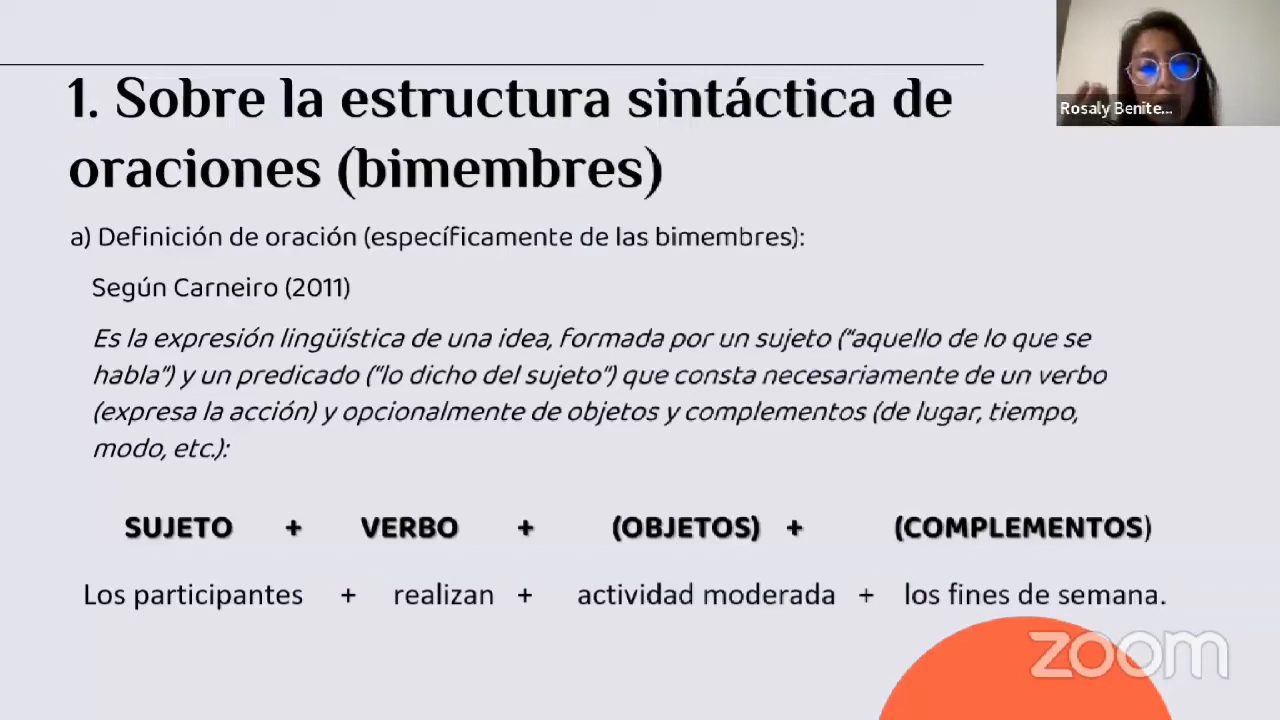 1. Sobre la estructura sintáctica de
oraciones (bimembres)
Rosaly Benite...
a) Definición de oración (específicamente de las bimembres):
Según Carneiro (2011)
Es la expresión lingüística de una idea, formada por un sujeto (“aquello de lo que se
habla”) y un predicado (“lo dicho del sujeto”) que consta necesariamente de un verbo
(expresa la acción) y opcionalmente de objetos y complementos (de lugar, tiempo,
modo, etc.):
SUJETO + VERBO + (OBJETOS) + (COMPLEMENTOS)
Los participantes + realizan + actividad moderada + los fines de semana.
zoom